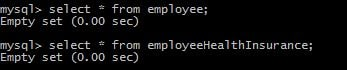 mysql> select * from employee;
Empty set (0.00 sec)
mysql> select * from employeeHealthInsurance;
Empty set (0.00 sec)